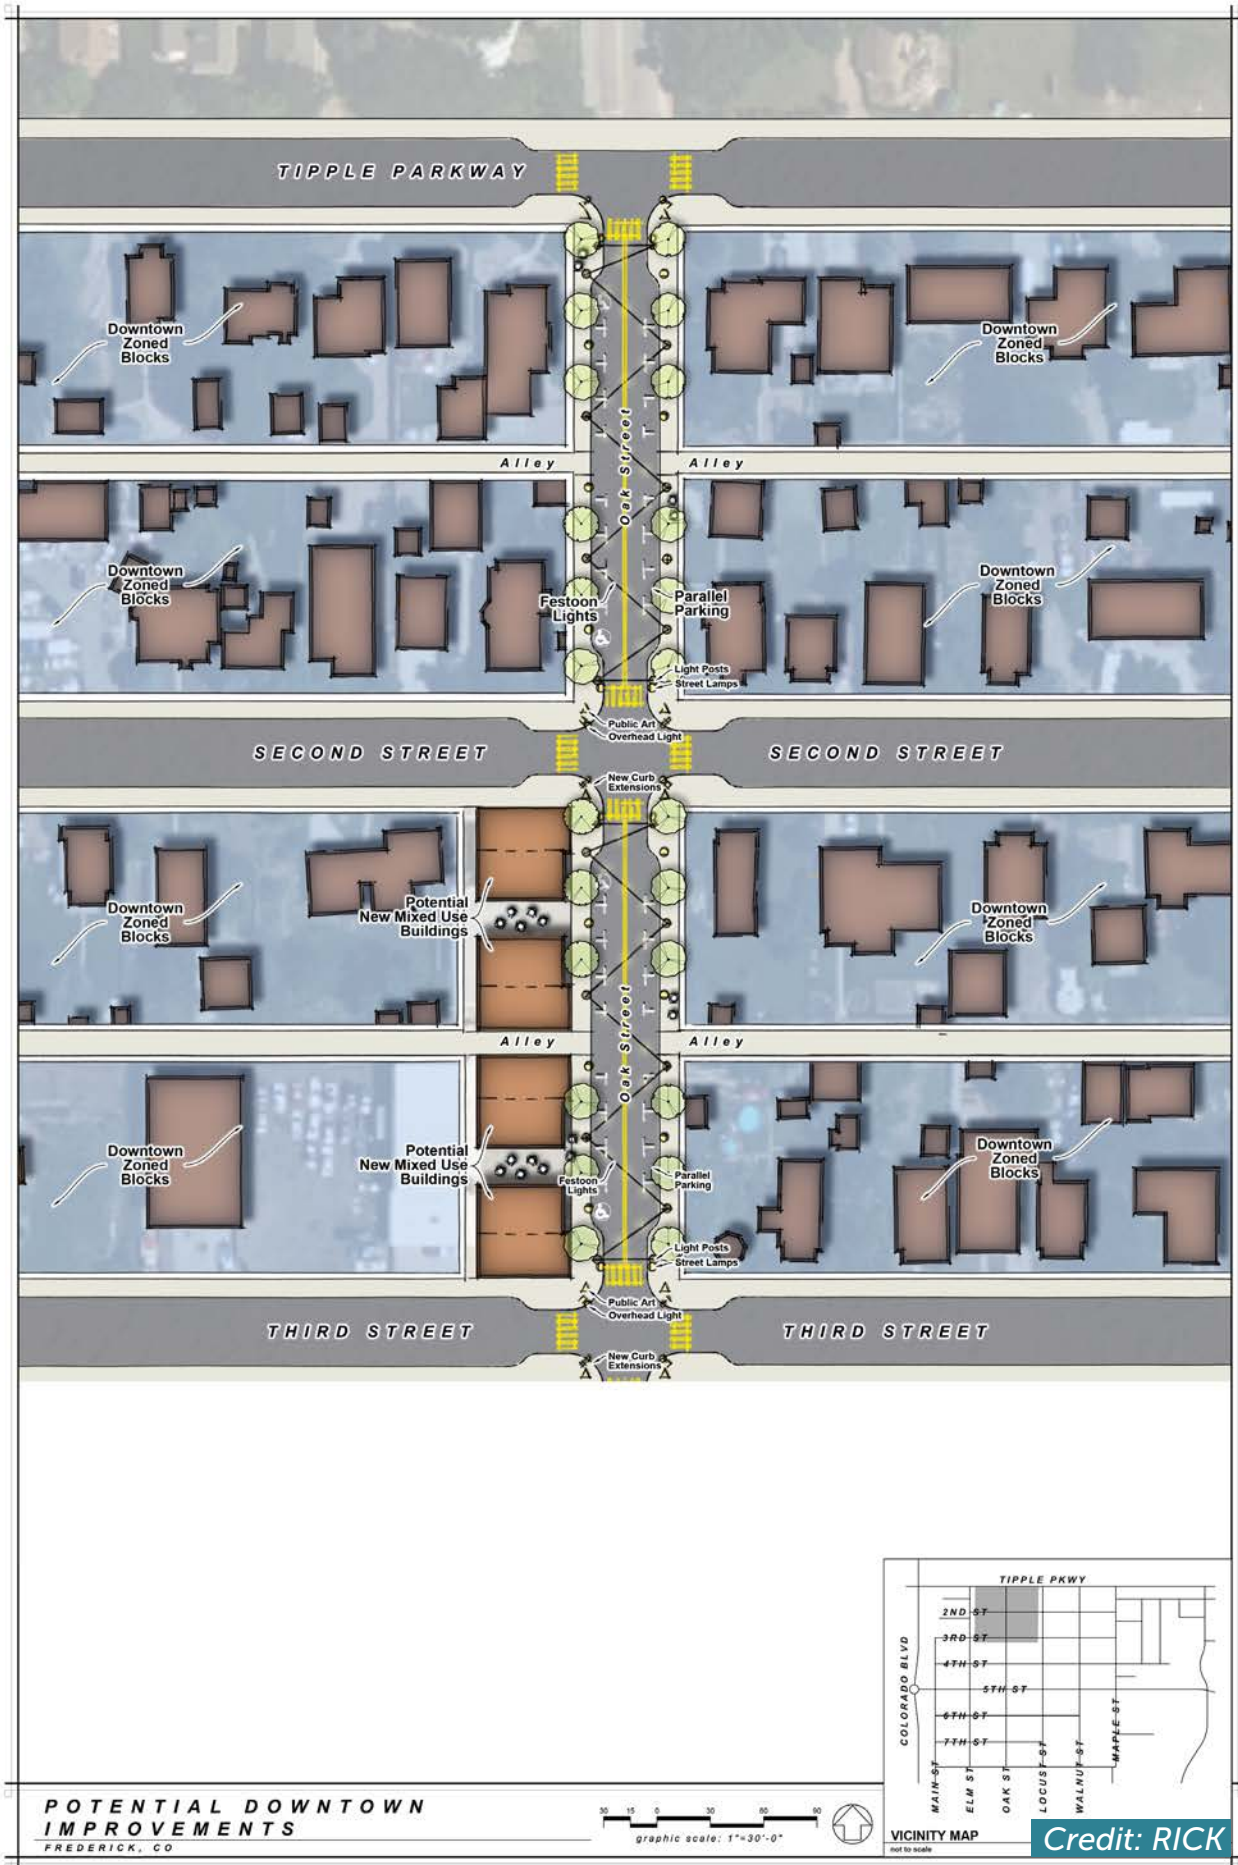 TIPPLE PARKWAY
Downtown
Zoned
Blocks
Downtown
Zoned
Blocks
Oak Street
Alley
Alley
Downtown
Zoned
Blocks
Festoon
Lights
Parallel
Parking
Downtown
Zoned
Blocks
Light Posts
Street Lamps
Public Art
Overhead Light
SECOND STREET
SECOND STREET
New Curb
Extensions
Potential
New Mixed Use
Buildings
Downtown
Zoned
Blocks
Downtown
Zoned
Blocks
Oak Street
Alley
Alley
Downtown
Zoned
Blocks
Potential
New Mixed Use
Buildings
Festoon
Lights
Parallel
Parking
Downtown
Zoned
Blocks
Light Posts
Street Lamps
Public Art
Overhead Light
THIRD STREET
THIRD STREET
New Curb
Extensions
TIPPLE PKWY
2ND ST
3RD ST
4TH ST
5TH ST
6TH ST
7TH ST
COLORADO BLVD
MAIN ST
ELM ST
OAK ST
LOCUST ST
WALNUT ST
MAPLE ST
POTENTIAL DOWNTOWN
IMPROVEMENTS
FREDERICK, CO
30 15 0 30 60 90
graphic scale: 1"=30'-0"
VICINITY MAP
not to scale
Credit: RICK